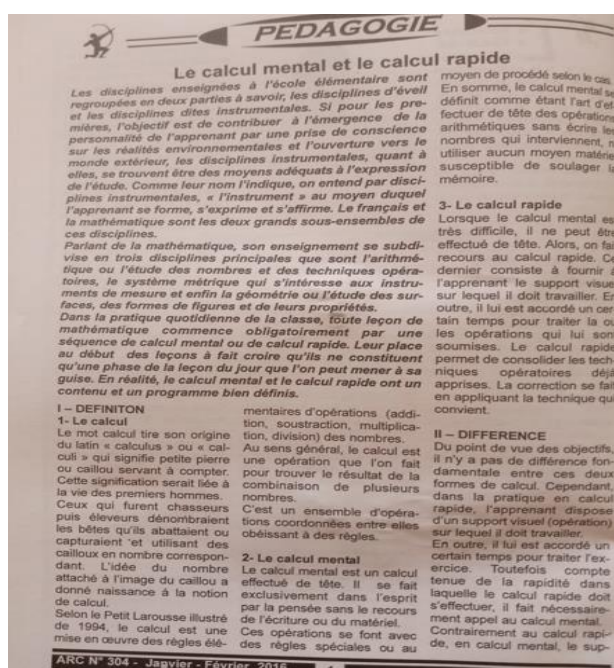 PEDAGOGIE
Le calcul mental et le calcul rapide
Les disciplines enseignées à l'école élémentaire sont
regroupées en deux parties à savoir, les disciplines d'éveil
et les disciplines dites instrumentales. Si pour les pre-
mières, l'objectif est de contribuer à l'émergence de la
personnalité de l'apprenant par une prise de conscience
sur les réalités environnementales et l'ouverture vers le
monde extérieur, les disciplines instrumentales, quant à
elles, se trouvent être des moyens adéquats à l'expression
de l'étude. Comme leur nom l'indique, on entend par disci-
plines instrumentales, « l'instrument » au moyen duquel
l'apprenant se forme, s'exprime et s'affirme. Le français et
la mathématique sont les deux grands sous-ensembles de
ces disciplines.
Parlant de la mathématique, son enseignement se subdi-
vise en trois disciplines principales que sont l'arithmé-
tique ou l'étude des nombres et des techniques opéra-
toires, le système métrique qui s'intéresse aux instru-
ments de mesure et enfin la géométrie ou l'étude des sur-
faces, des formes de figures et de leurs propriétés.
Dans la pratique quotidienne de la classe, toute leçon de
mathématique commence obligatoirement par une
séquence de calcul mental ou de calcul rapide. Leur place
au début des leçons à fait croire qu'ils ne constituent
qu'une phase de la leçon du jour que l'on peut mener à sa
guise. En réalité, le calcul mental et le calcul rapide ont un
contenu et un programme bien définis.
I – DEFINITON
1- Le calcul
Le mot calcul tire son origine
du latin « calculus » ou « cal-
culi » qui signifie petite pierre
ou caillou servant à compter.
Cette signification serait liée à
la vie des premiers hommes.
Ceux qui furent chasseurs
puis éleveurs dénombraient
les bêtes qu'ils abattaient ou
capturaient et utilisant des
cailloux en nombre correspon-
dant. L'idée du nombre
attaché à l'image du caillou a
donné naissance à la notion
de calcul.
Selon le Petit Larousse illustré
de 1994, le calcul est une
mise en œuvre des règles élé-
mentaires d'opérations (addi-
tion, soustraction, multiplica-
tion, division) des nombres.
Au sens général, le calcul est
une opération que l'on fait
pour trouver le résultat de la
combinaison de plusieurs
nombres.
C'est un ensemble d'opéra-
tions coordonnées entre elles
obéissant à des règles.
2- Le calcul mental
Le calcul mental est un calcul
effectué de tête. Il se fait
exclusivement dans l'esprit
par la pensée sans le recours
de l'écriture ou du matériel.
Ces opérations se font avec
des règles spéciales ou au
moyen de procédé selon le cas.
En somme, le calcul mental se
définit comme étant l'art d'ef
fectuer de tête des opérations
arithmétiques sans écrire les
nombres qui interviennent, n
utiliser aucun moyen matérie
susceptible de soulager la
mémoire.
3- Le calcul rapide
Lorsque le calcul mental es
très difficile, il ne peut être
effectué de tête. Alors, on fai
recours au calcul rapide. Ce
dernier consiste à fournir à
l'apprenant le support visue
sur lequel il doit travailler. En
outre, il lui est accordé un cer
tain temps pour traiter la ou
les opérations qui lui son
soumises. Le calcul rapide
permet de consolider les tech
niques opératoires déjà
apprises. La correction se fai
en appliquant la technique qu
convient.
II – DIFFERENCE
Du point de vue des objectifs,
il n'y a pas de différence fon-
damentale entre ces deux
formes de calcul. Cependant,
dans la pratique en calcul
rapide, l'apprenant dispose
d'un support visuel (opération)
sur lequel il doit travailler.
En outre, il lui est accordé un
certain temps pour traiter l'ex-
ercice. Toutefois compte
tenue de la rapidité dans
laquelle le calcul rapide doit
s'effectuer, il fait nécessaire-
ment appel au calcul mental.
Contrairement au calcul rapi-
de, en calcul mental, le sup-
ARC N° 304 - Janvier - Février 2016